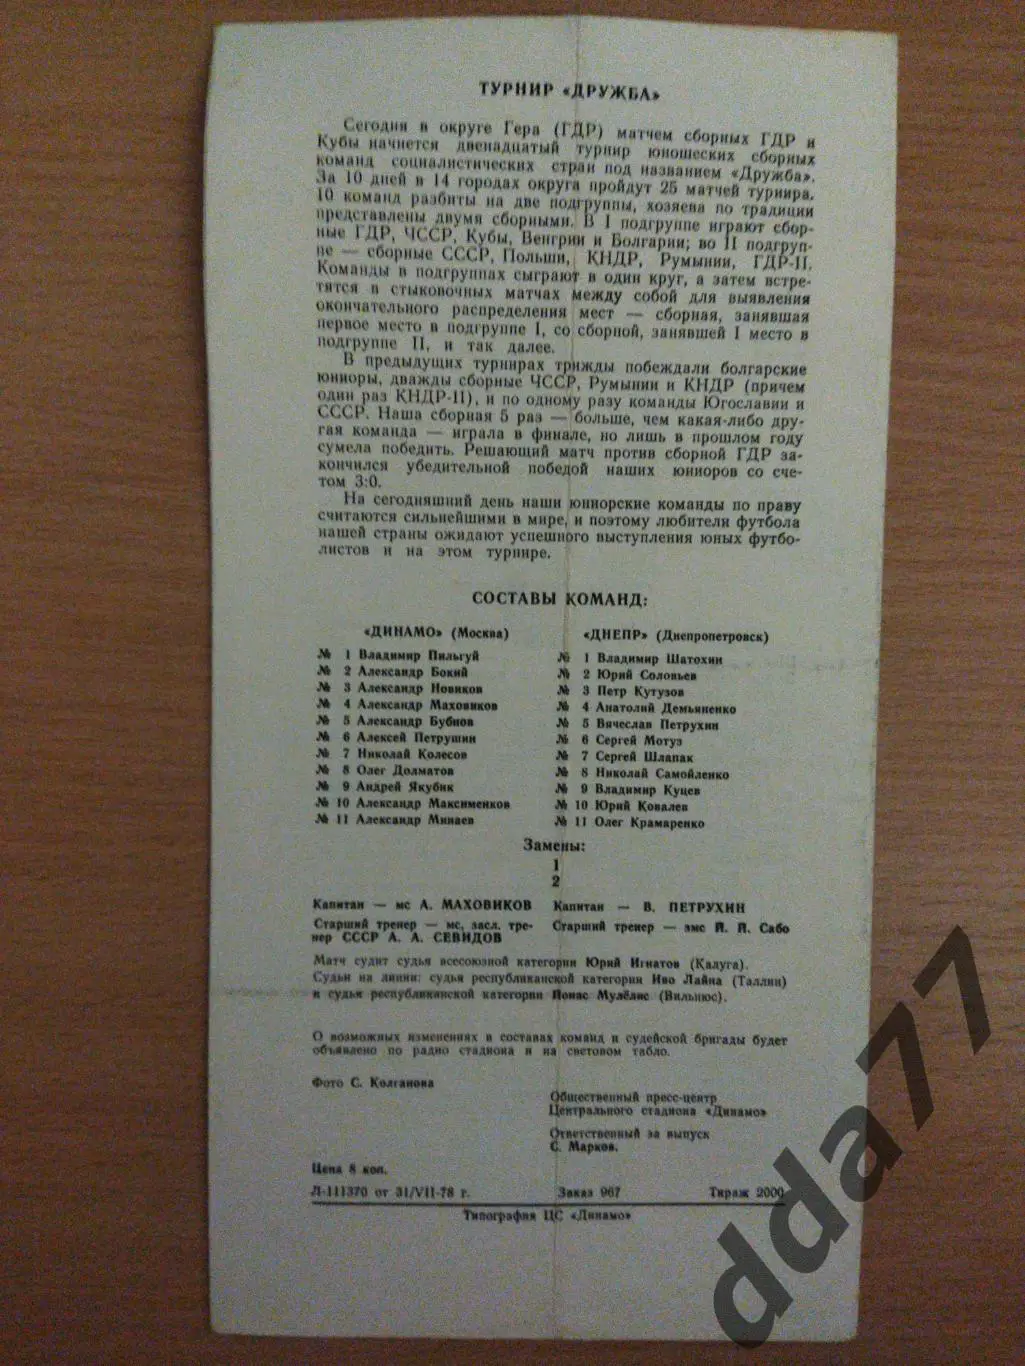 ТУРНИР «ДРУЖБА»
Сегодня в округе Гера (ГДР) матчем сборных ГДР и
Кубы начнется двенадцатый турнир юношеских сборных
команд социалистических стран под названием «Дружба».
За 10 дней в 14 городах округа пройдут 25 матчей турнира.
10 команд разбиты на две подгруппы, хозяева по традиции
представлены двумя сборными. В I подгруппе играют сбор-
ные ГДР, ЧССР, Кубы, Венгрии и Болгарии; во II подгруп-
пе — сборные СССР, Польши, КНДР, Румынии, ГДР-II.
Команды в подгруппах сыграют в один круг, а затем встре-
тятся в стыковочных матчах между собой для выявления
окончательного распределения мест — сборная, занявшая
первое место в подгруппе I, со сборной, занявшей I место в
подгруппе II, и так далее.
В предыдущих турнирах трижды побеждали болгарские
юниоры, дважды сборные ЧССР, Румынии и КНДР (причем
один раз КНДР-II), и по одному разу команды Югославии и
СССР. Наша сборная 5 раз — больше, чем какая-либо дру-
гая команда — играла в финале, но лишь в прошлом году
сумела победить. Решающий матч против сборной ГДР за-
кончился убедительной победой наших юниоров со сче-
том 3:0.
На сегодняшний день наши юниорские команды по праву
считаются сильнейшими в мире, и поэтому любители футбола
нашей страны ожидают успешного выступления юных футбо-
листов и на этом турнире.
СОСТАВЫ КОМАНД:
«ДИНАМО» (Москва)
№ 1 Владимир Пильгуй
№ 2 Александр Бокий
№ 3 Александр Новиков
№ 4 Александр Маховиков
№ 5 Александр Бубнов
№ 6 Алексей Петрушин
№ 7 Николай Колесов
№ 8 Олег Долматов
№ 9 Андрей Якубик
№ 10 Александр Максименков
№ 11 Александр Минаев
«ДНЕПР» (Днепропетровск)
№ 1 Владимир Шатохин
№ 2 Юрий Соловьев
№ 3 Петр Кутузов
№ 4 Анатолий Демьяненко
№ 5 Вячеслав Петрухин
№ 6 Сергей Мотуз
№ 7 Сергей Шлапак
№ 8 Николай Самойленко
№ 9 Владимир Куцев
№ 10 Юрий Ковалев
№ 11 Олег Крамаренко
Замены:
1
2
Капитан — мс А. МАХОВИКОВ
Старший тренер — мс, засл. тре-
нер СССР А. А. СЕВИДОВ
Капитан — В. ПЕТРУХИН
Старший тренер — змс Й. Й. Сабо
Матч судит судья всесоюзной категории Юрий Игнатов (Калуга).
Судьи на линии: судья республиканской категории Иво Лайна (Таллин)
и судья республиканской категории Йонас Мулёлис (Вильнюс).
О возможных изменениях в составах команд и судейской бригады будет
объявлено по радио стадиона и на световом табло.
Фото С. Колганова
Общественный пресс-центр
Центрального стадиона «Динамо»
Ответственный за выпуск
С. Марков.
Цена 8 коп.
Л-111370 от 31/VII-78 г. Заказ 967 Тираж 2000
Типография ЦС «Динамо»
dda77